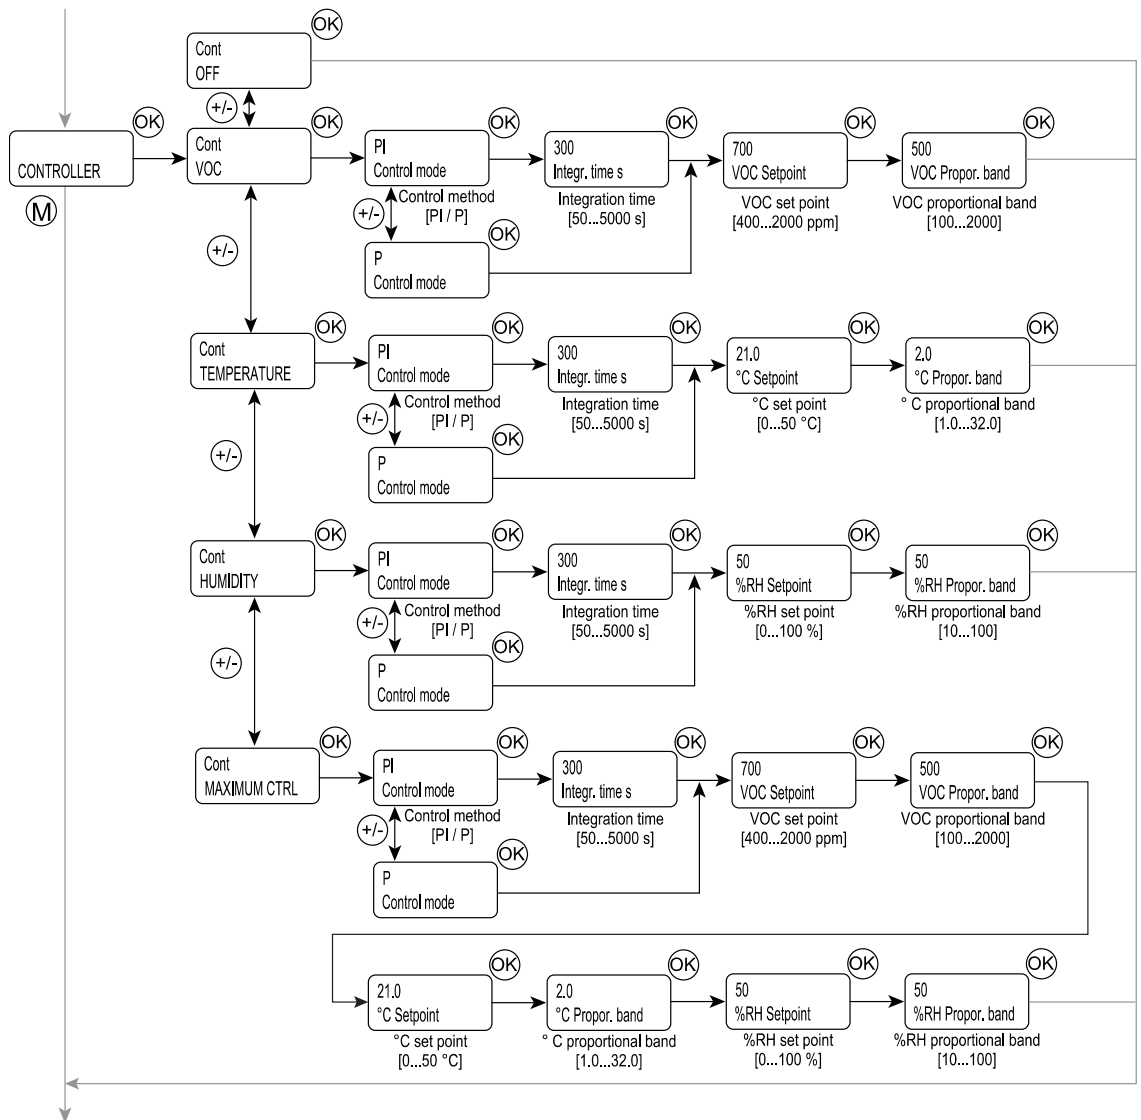 OK
Cont
OFF
+/-
OK
OK
OK
OK
OK
OK
CONTROLLER
Cont
VOC
PI
Control mode
300
Integr. time s
700
VOC Setpoint
500
VOC Propor. band
M
Control method
[PI / P]
Integration time
[50...5000 s]
VOC set point
[400...2000 ppm]
VOC proportional band
[100...2000]
+/-
+/-
OK
P
Control mode
OK
OK
OK
OK
OK
Cont
TEMPERATURE
PI
Control mode
300
Integr. time s
21.0
°C Setpoint
2.0
°C Propor. band
Control method
[PI / P]
Integration time
[50...5000 s]
°C set point
[0...50 °C]
° C proportional band
[1.0...32.0]
+/-
+/-
OK
P
Control mode
OK
OK
OK
OK
OK
Cont
HUMIDITY
PI
Control mode
300
Integr. time s
50
%RH Setpoint
50
%RH Propor. band
Control method
[PI / P]
Integration time
[50...5000 s]
%RH set point
[0...100 %]
%RH proportional band
[10...100]
+/-
+/-
OK
P
Control mode
OK
OK
OK
OK
OK
Cont
MAXIMUM CTRL
PI
Control mode
300
Integr. time s
700
VOC Setpoint
500
VOC Propor. band
Control method
[PI / P]
Integration time
[50...5000 s]
VOC set point
[400...2000 ppm]
VOC proportional band
[100...2000]
+/-
OK
P
Control mode
OK
OK
OK
OK
21.0
°C Setpoint
2.0
°C Propor. band
50
%RH Setpoint
50
%RH Propor. band
°C set point
[0...50 °C]
° C proportional band
[1.0...32.0]
%RH set point
[0...100 %]
%RH proportional band
[10...100]